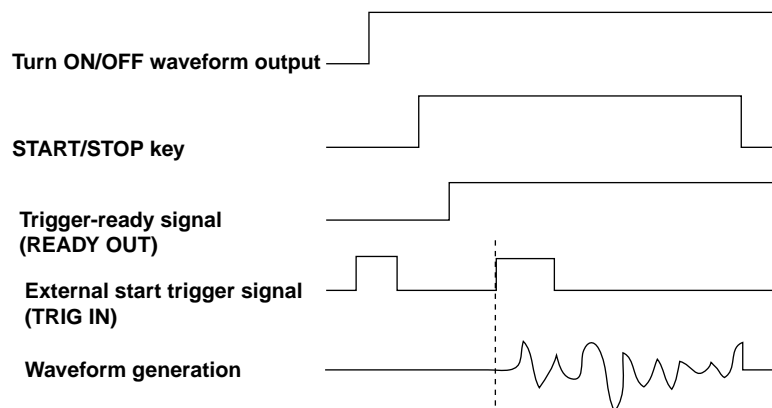 Turn ON/OFF waveform output
START/STOP key
Trigger-ready signal
(READY OUT)
External start trigger signal
(TRIG IN)
Waveform generation